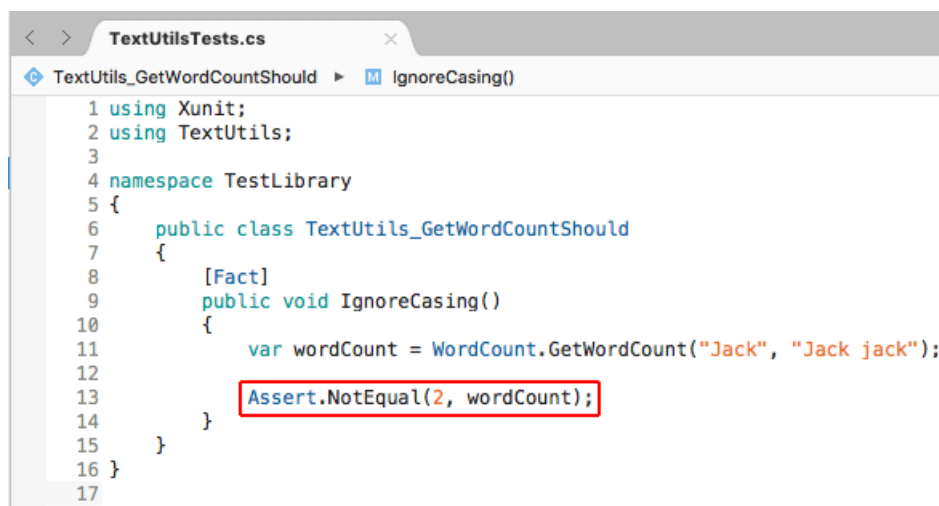 TextUtilsTests.cs
TextUtils_GetWordCountShould ▸ M IgnoreCasing()
1 using Xunit;
2 using TextUtils;
3
4 namespace TestLibrary
5 {
6     public class TextUtils_GetWordCountShould
7     {
8         [Fact]
9         public void IgnoreCasing()
10         {
11             var wordCount = WordCount.GetWordCount("Jack", "Jack jack");
12
13             Assert.NotEqual(2, wordCount);
14         }
15     }
16 }
17